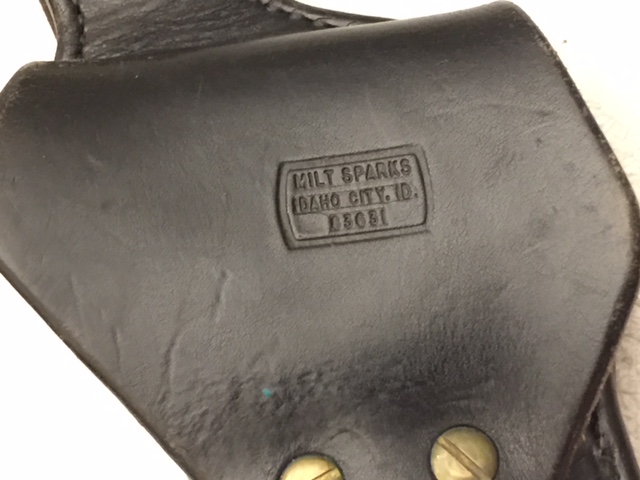 MILT SPARKS
IDAHO CITY, ID.
83631